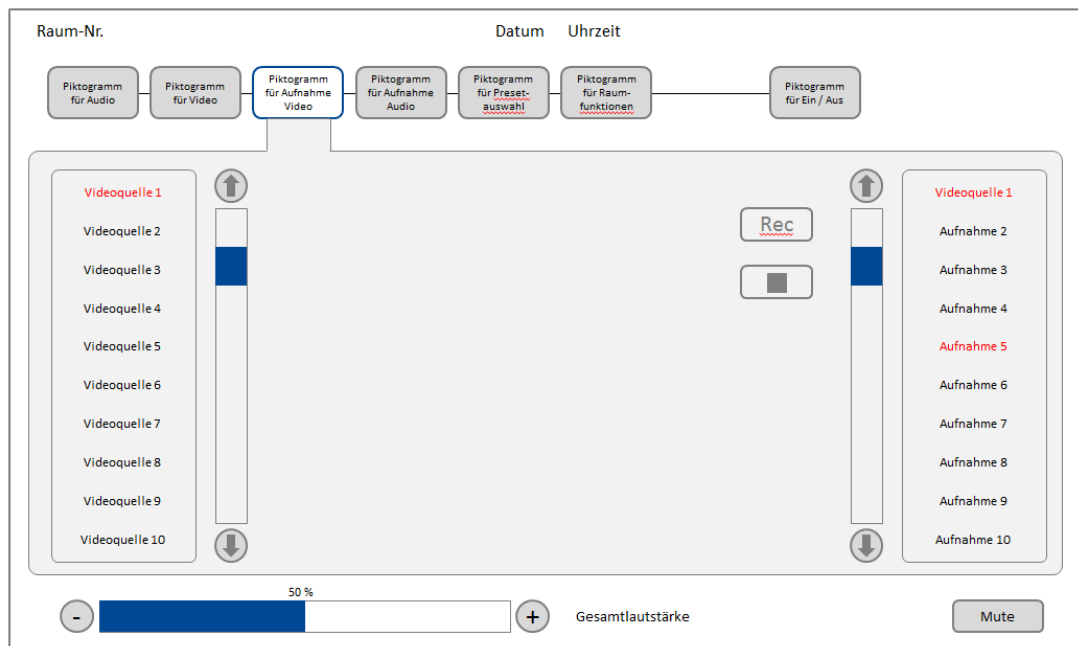 Raum-Nr.
Datum
Uhrzeit
Piktogramm
für Audio
Piktogramm
für Video
Piktogramm
für Aufnahme
Video
Piktogramm
für Aufnahme
Audio
Piktogramm
für Preset-
auswahl
Piktogramm
für Raum-
funktionen
Piktogramm
für Ein / Aus
Videoquelle 1
Videoquelle 2
Videoquelle 3
Videoquelle 4
Videoquelle 5
Videoquelle 6
Videoquelle 7
Videoquelle 8
Videoquelle 9
Videoquelle 10
Rec
Videoquelle 1
Aufnahme 2
Aufnahme 3
Aufnahme 4
Aufnahme 5
Aufnahme 6
Aufnahme 7
Aufnahme 8
Aufnahme 9
Aufnahme 10
50 %
-
+
Gesamtlautstärke
Mute